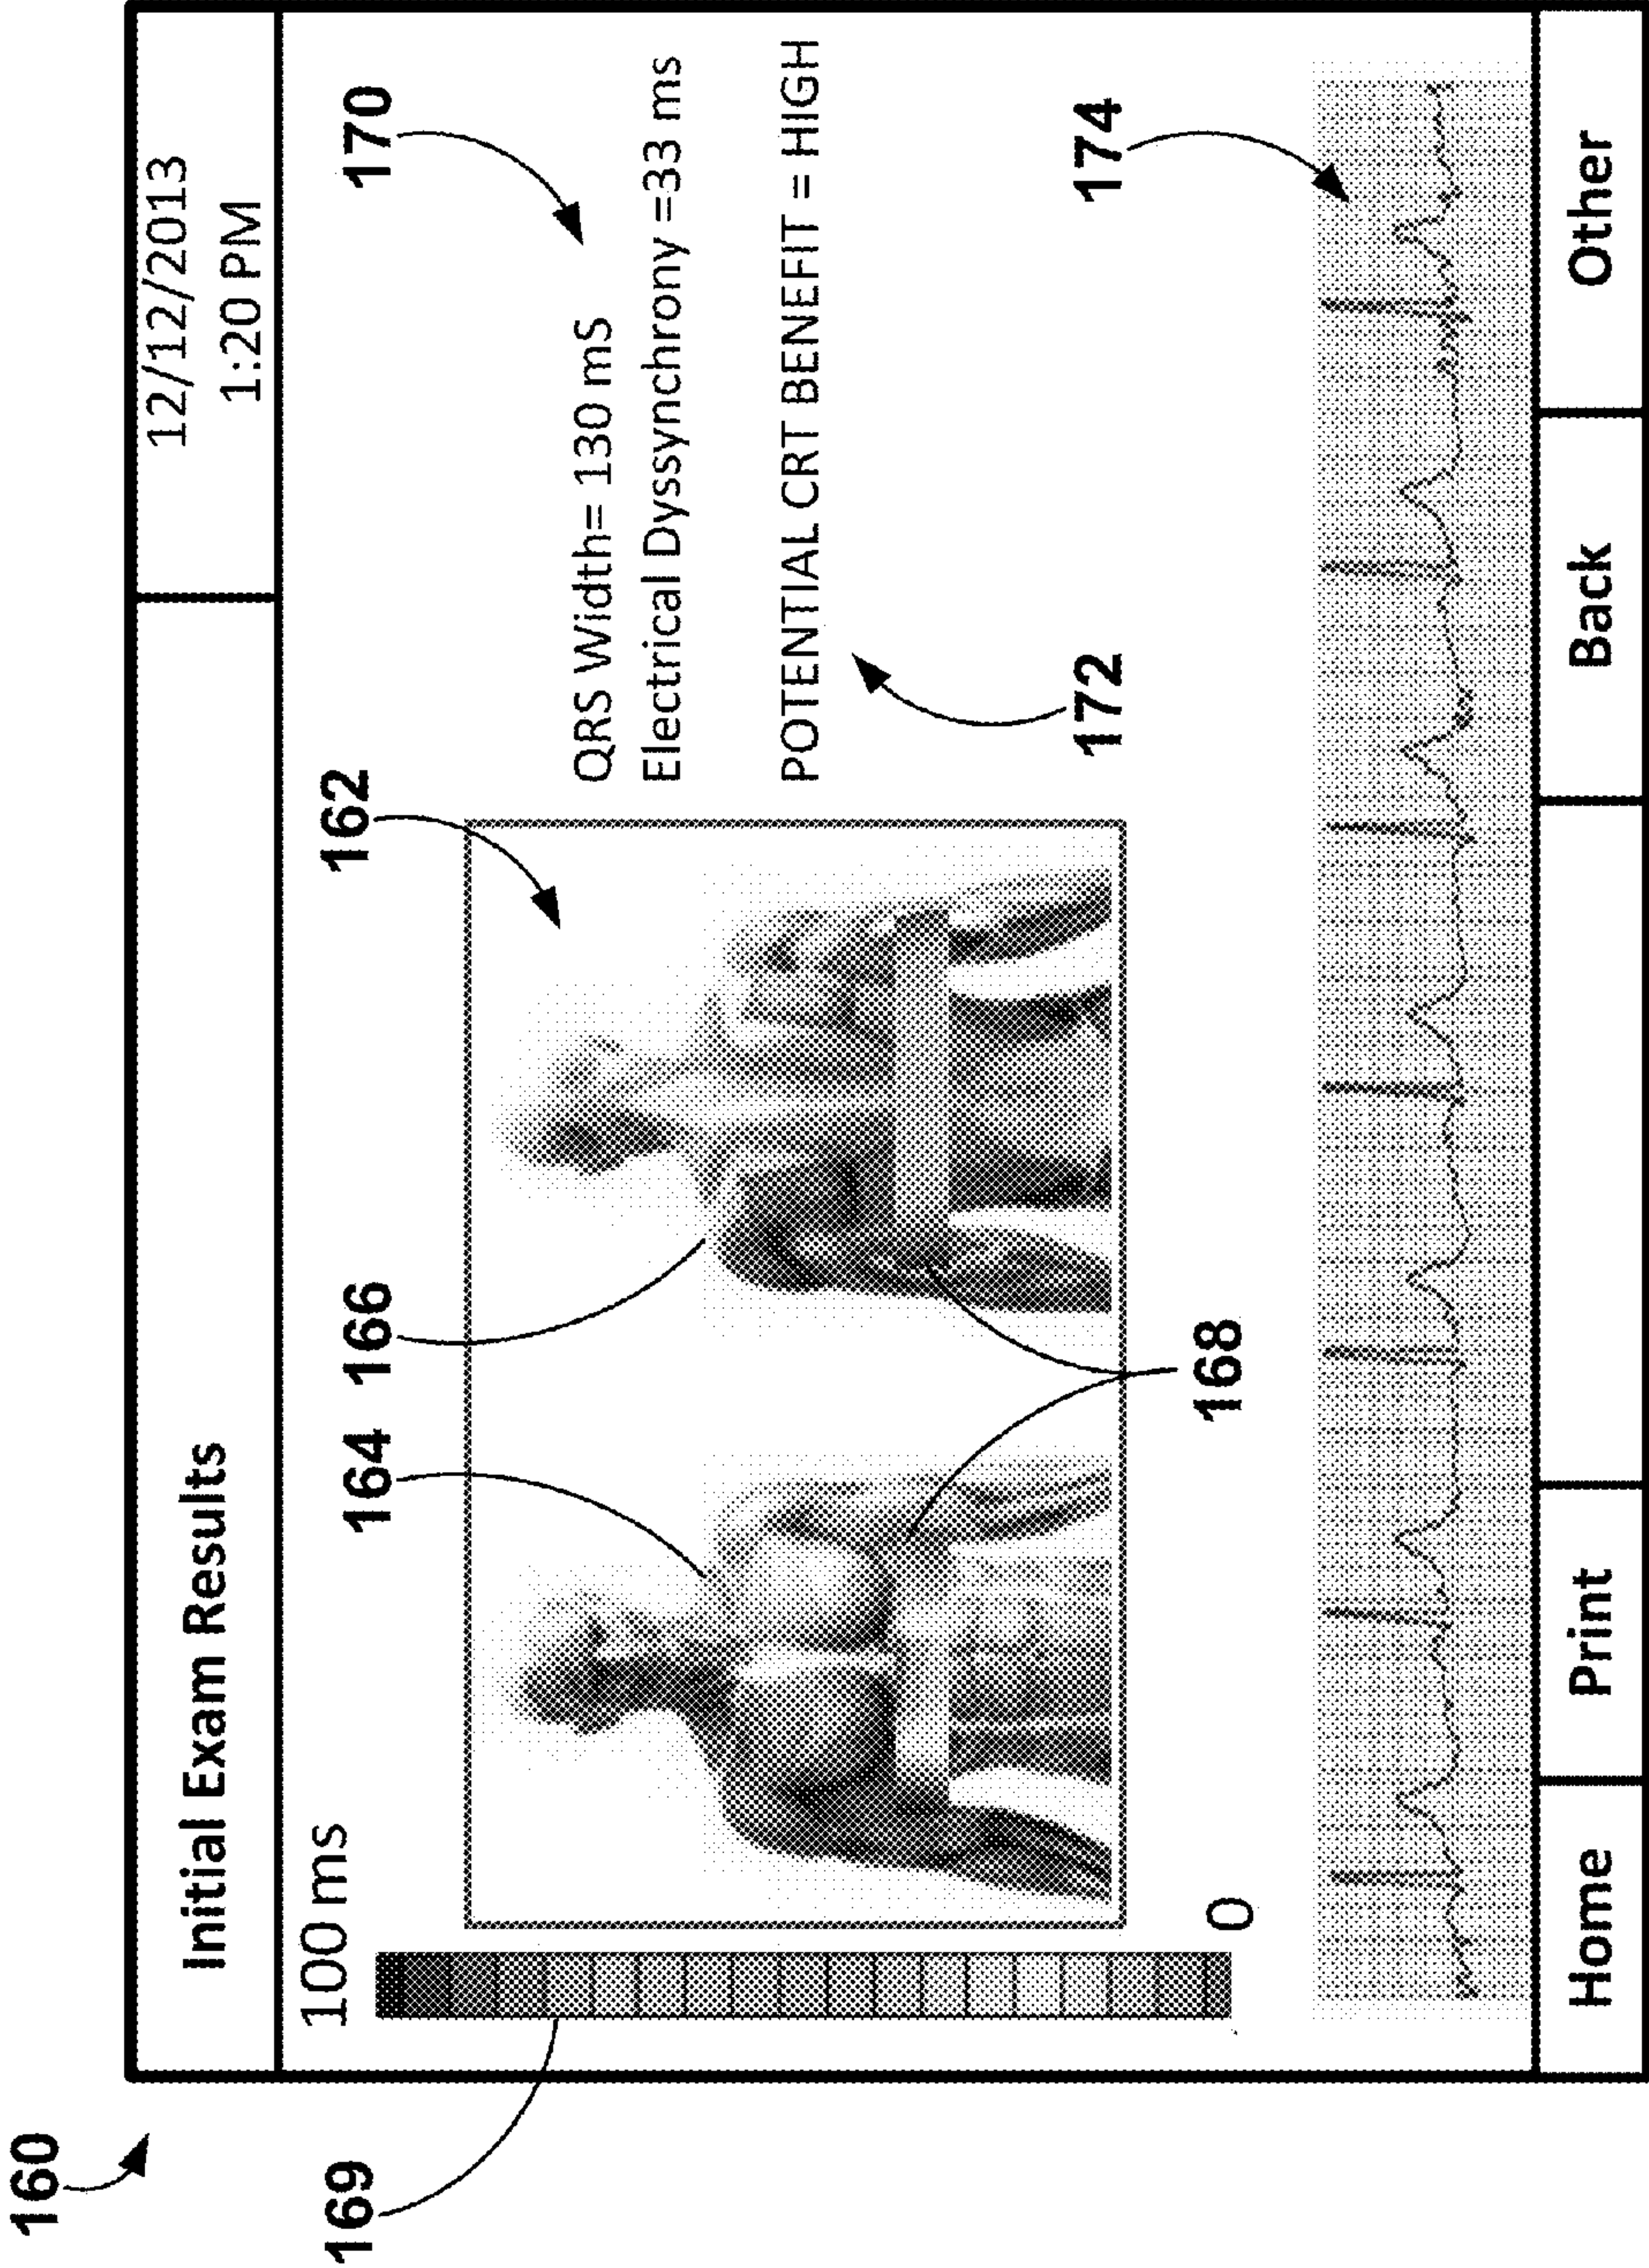 160
Initial Exam Results
12/12/2013
1:20 PM
100 ms
169
164
166
162
170
QRS Width= 130 mS
Electrical Dyssynchrony =33 ms
POTENTIAL CRT BENEFIT = HIGH
172
168
0
174
Home
Print
Back
Other